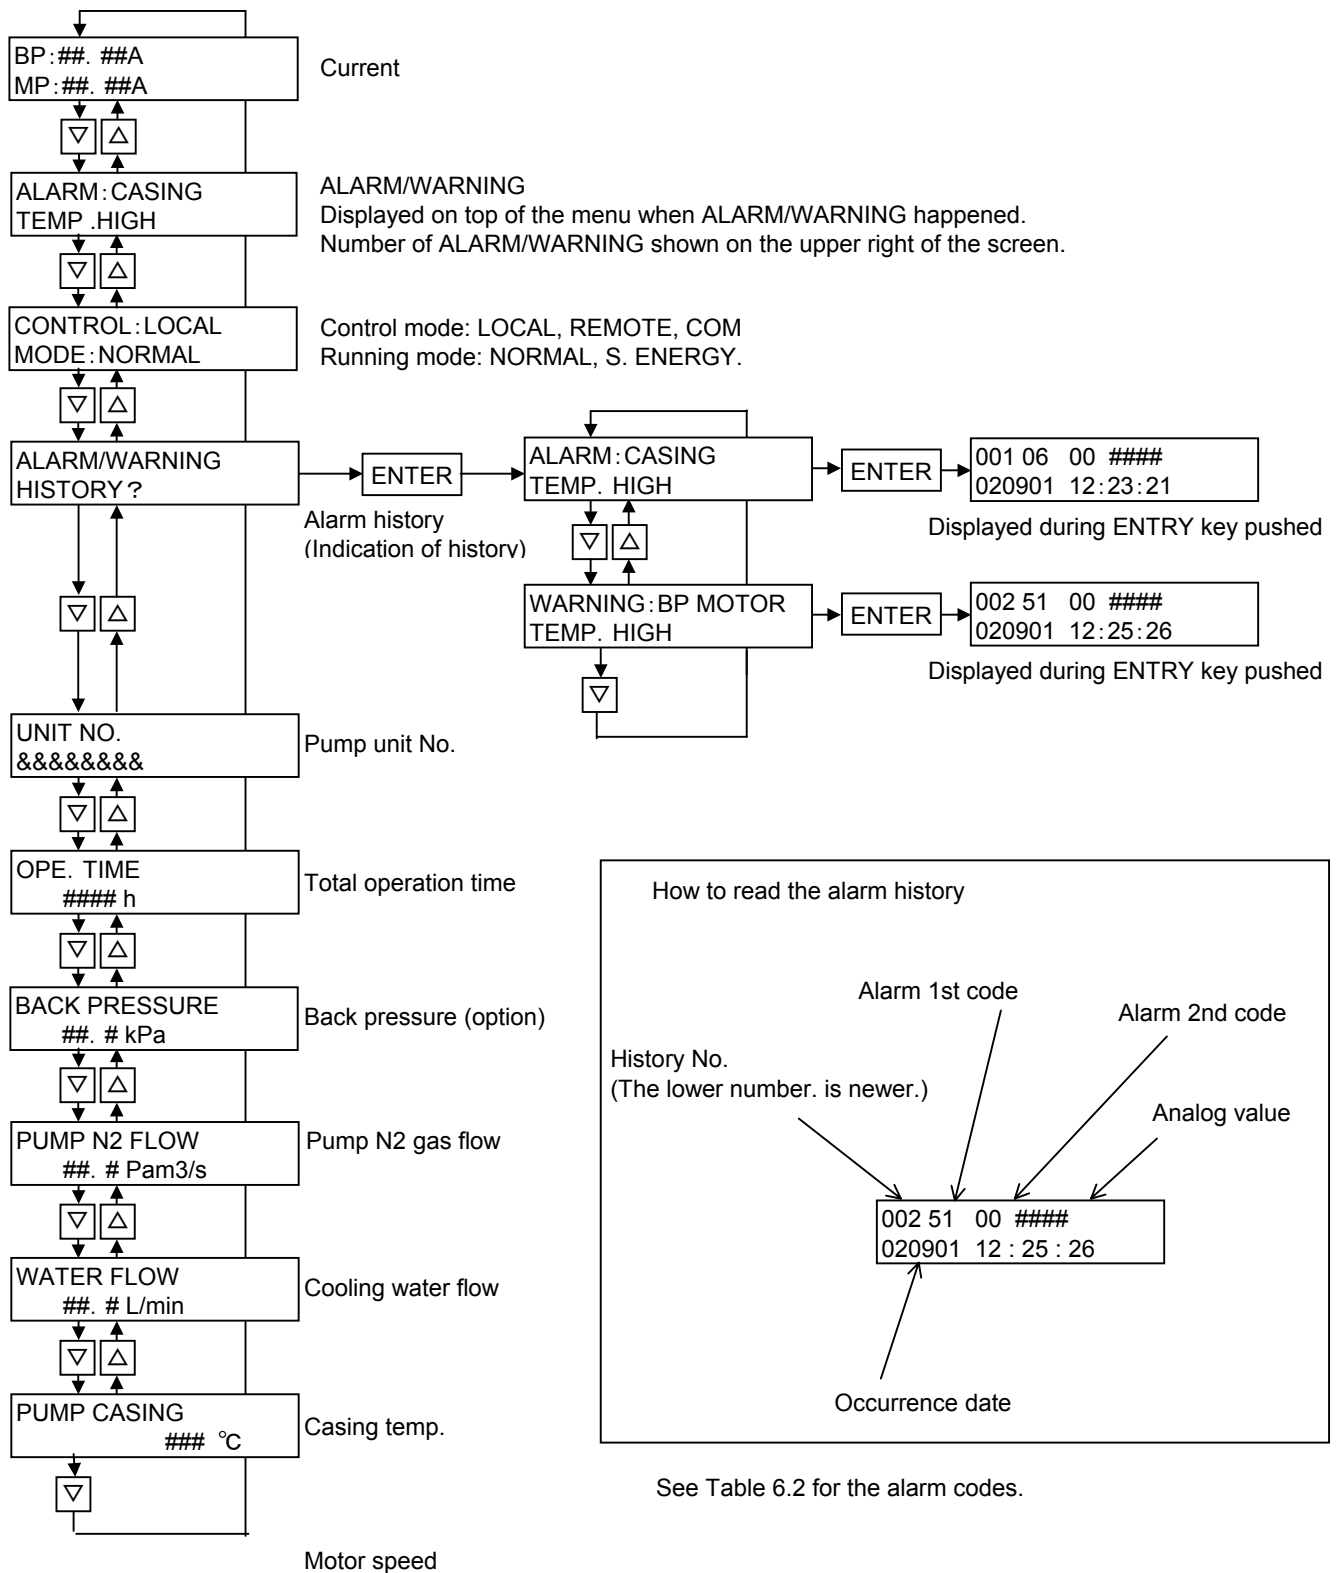 BP:##. ##A
MP:##. ##A
Current
ALARM:CASING
TEMP .HIGH
ALARM/WARNING
Displayed on top of the menu when ALARM/WARNING happened.
Number of ALARM/WARNING shown on the upper right of the screen.
CONTROL:LOCAL
MODE:NORMAL
Control mode: LOCAL, REMOTE, COM
Running mode: NORMAL, S. ENERGY.
ALARM/WARNING
HISTORY?
ENTER
Alarm history
(Indication of history)
ALARM:CASING
TEMP. HIGH
ENTER
001 06 00 ####
020901 12:23:21
Displayed during ENTRY key pushed
WARNING:BP MOTOR
TEMP. HIGH
ENTER
002 51 00 ####
020901 12:25:26
Displayed during ENTRY key pushed
UNIT NO.
&&&&&&&&
Pump unit No.
OPE. TIME
#### h
Total operation time
BACK PRESSURE
##. # kPa
Back pressure (option)
PUMP N2 FLOW
##. # Pam3/s
Pump N2 gas flow
WATER FLOW
##. # L/min
Cooling water flow
PUMP CASING
### °C
Casing temp.
Motor speed
How to read the alarm history
Alarm 1st code
Alarm 2nd code
History No.
(The lower number. is newer.)
Analog value
002 51 00 ####
020901 12 : 25 : 26
Occurrence date
See Table 6.2 for the alarm codes.